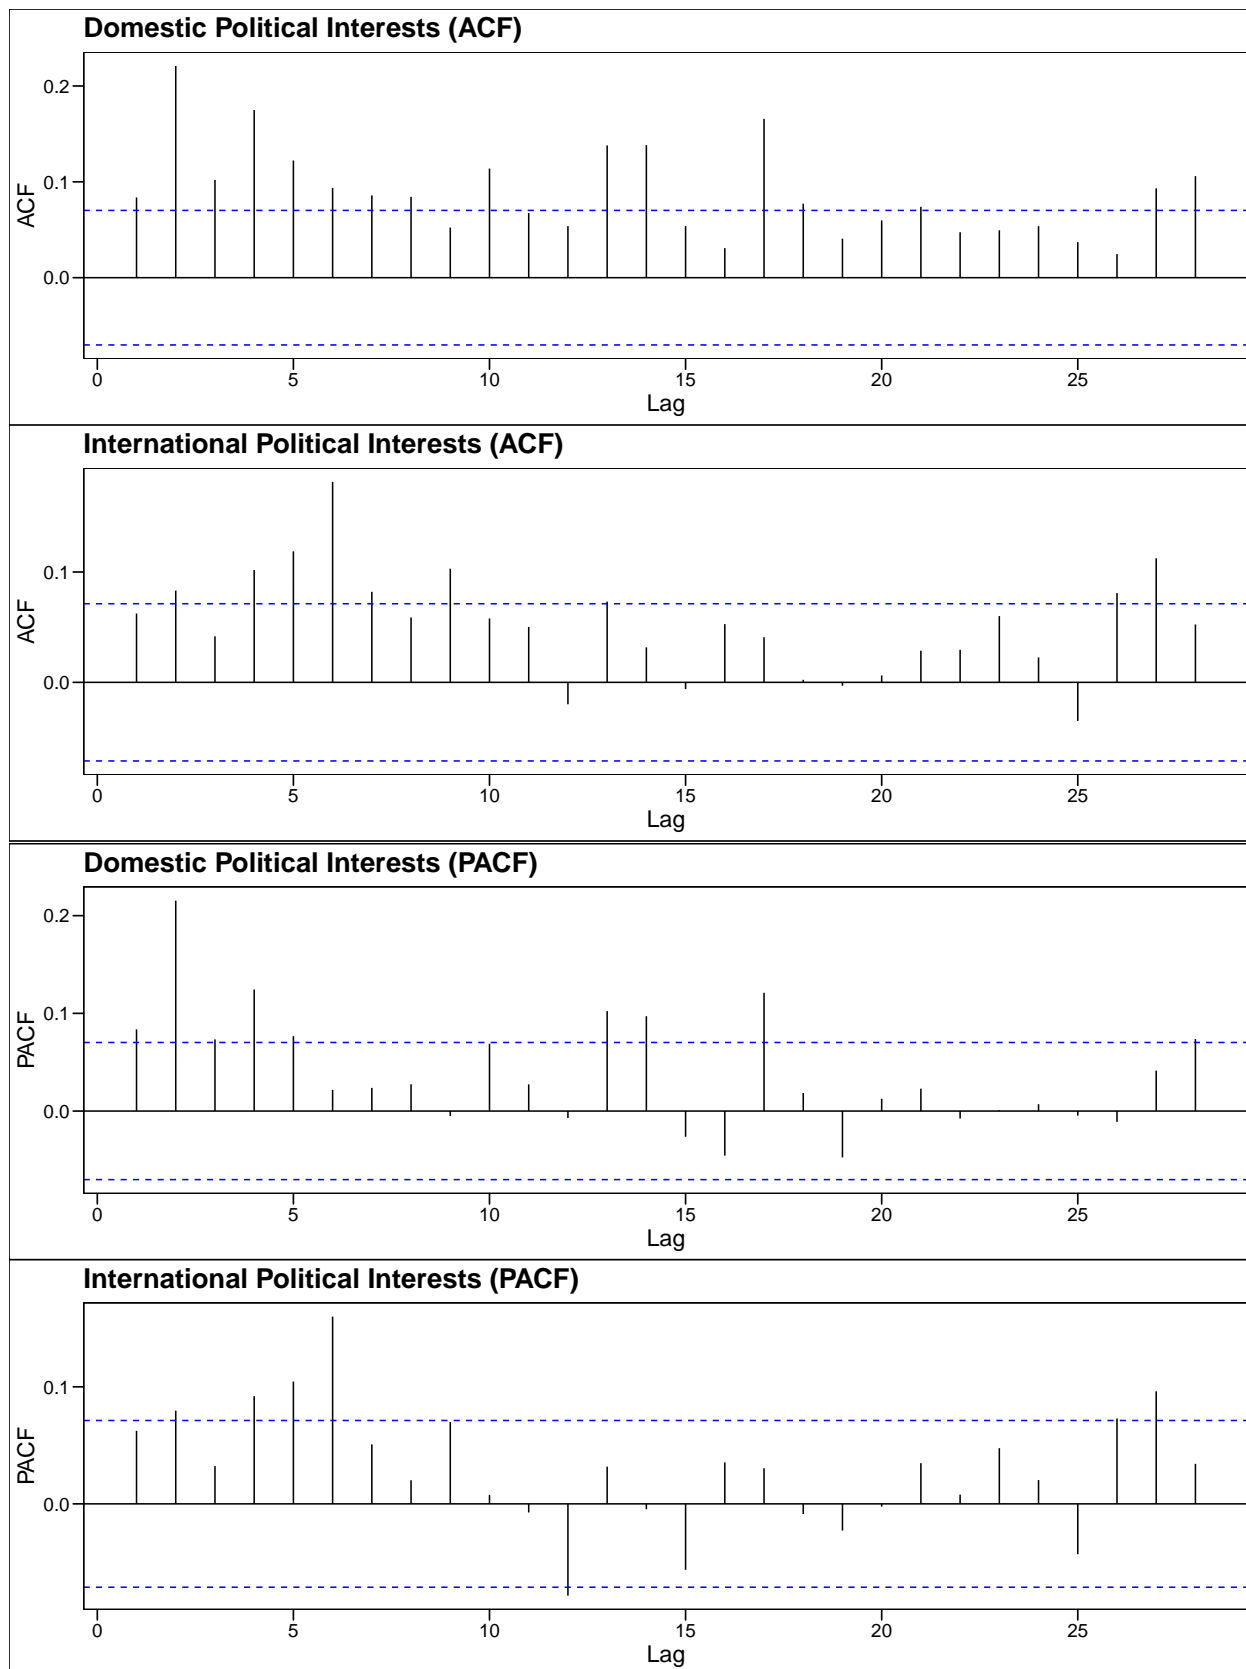 Domestic Political Interests (ACF)
0.2
0.1
0.0
ACF
0 5 10 15 20 25
Lag
International Political Interests (ACF)
0.1
0.0
ACF
0 5 10 15 20 25
Lag
Domestic Political Interests (PACF)
0.2
0.1
0.0
PACF
0 5 10 15 20 25
Lag
International Political Interests (PACF)
0.1
0.0
PACF
0 5 10 15 20 25
Lag